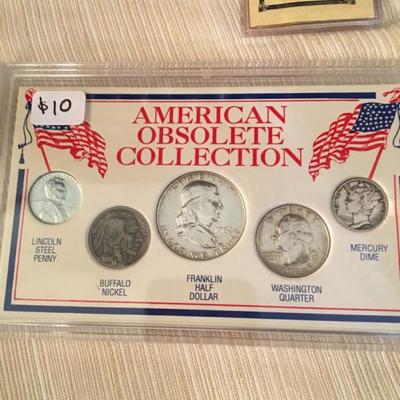 $10
AMERICAN
OBSOLETE
COLLECTION
LINCOLN
STEEL
PENNY
BUFFALO
NICKEL
FRANKLIN
HALF
DOLLAR
WASHINGTON
QUARTER
MERCURY
DIME